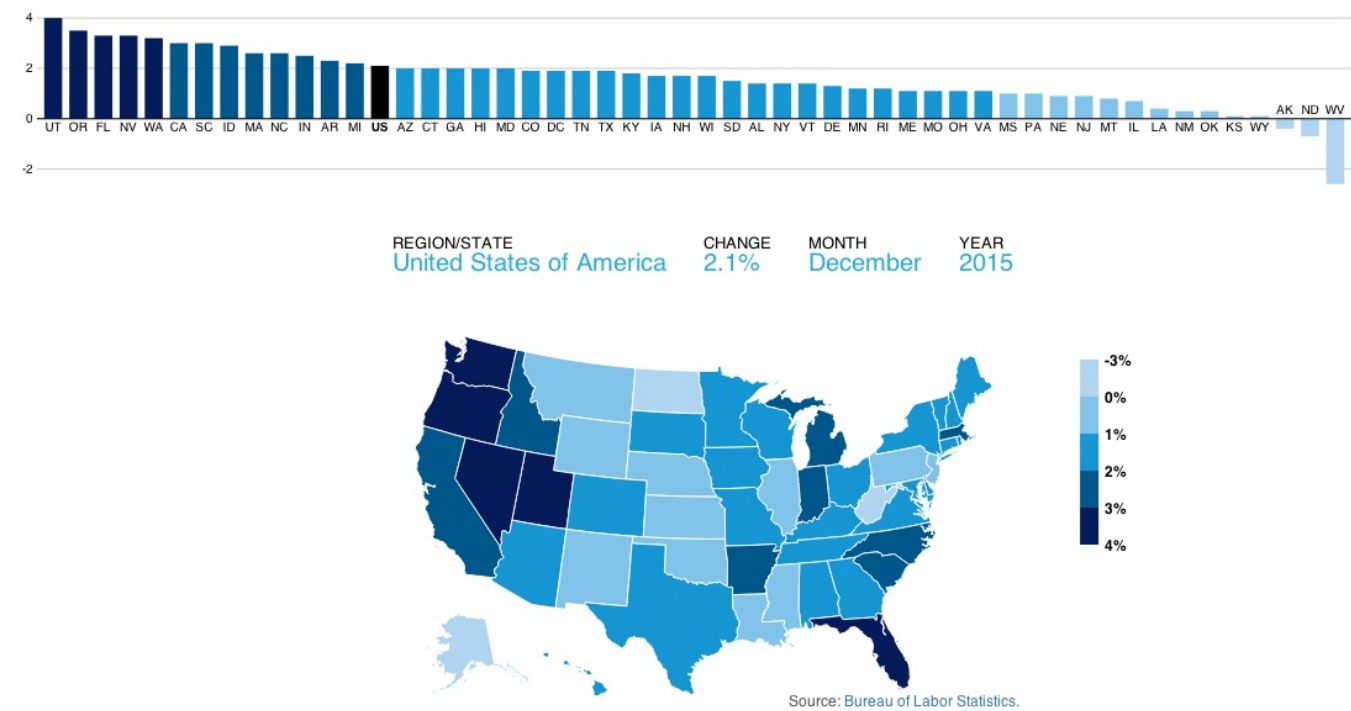 4
2
0
-2
UT OR FL NV WA CA SC ID MA NC IN AR MI US AZ CT GA HI MD CO DC TN TX KY IA NH WI SD AL NY VT DE MN RI ME MO OH VA MS PA NE NJ MT IL LA NM OK KS WY AK ND WV
REGION/STATE CHANGE MONTH YEAR
United States of America 2.1% December 2015
-3%
0%
1%
2%
3%
4%
Source: Bureau of Labor Statistics.